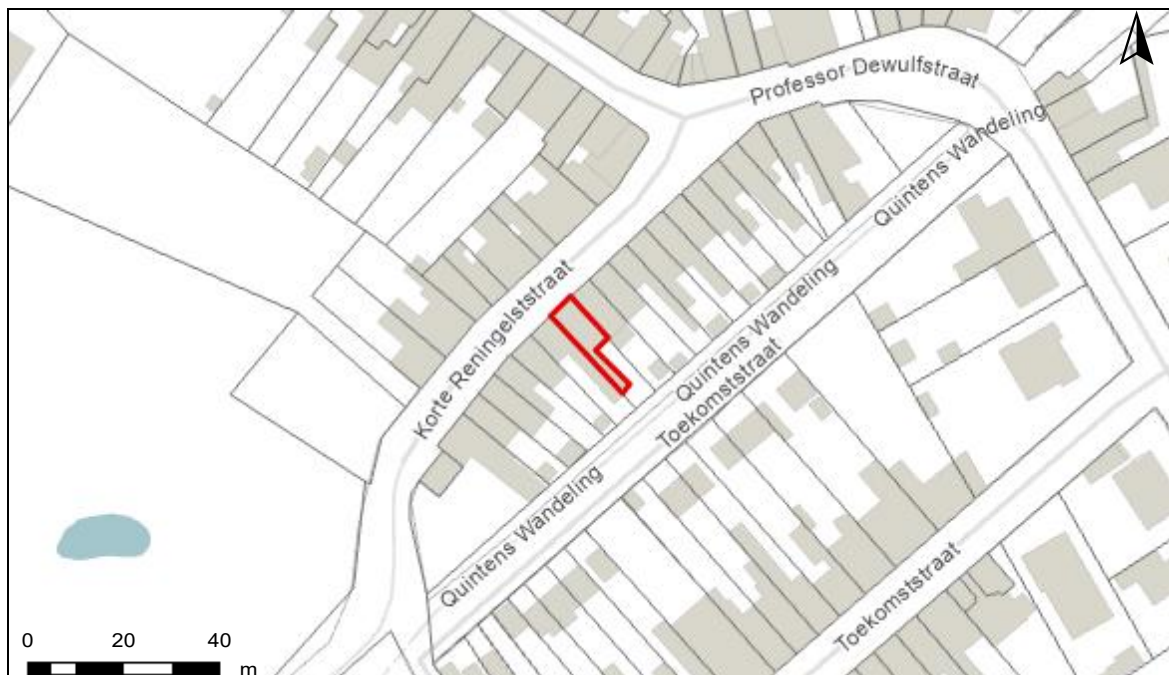 Professor Dewulfstraat
Quintens Wandeling
Korte Reningelststraat
Quintens Wandeling
Toekomststraat
Quintens Wandeling
Toekomststraat
0 20 40
m